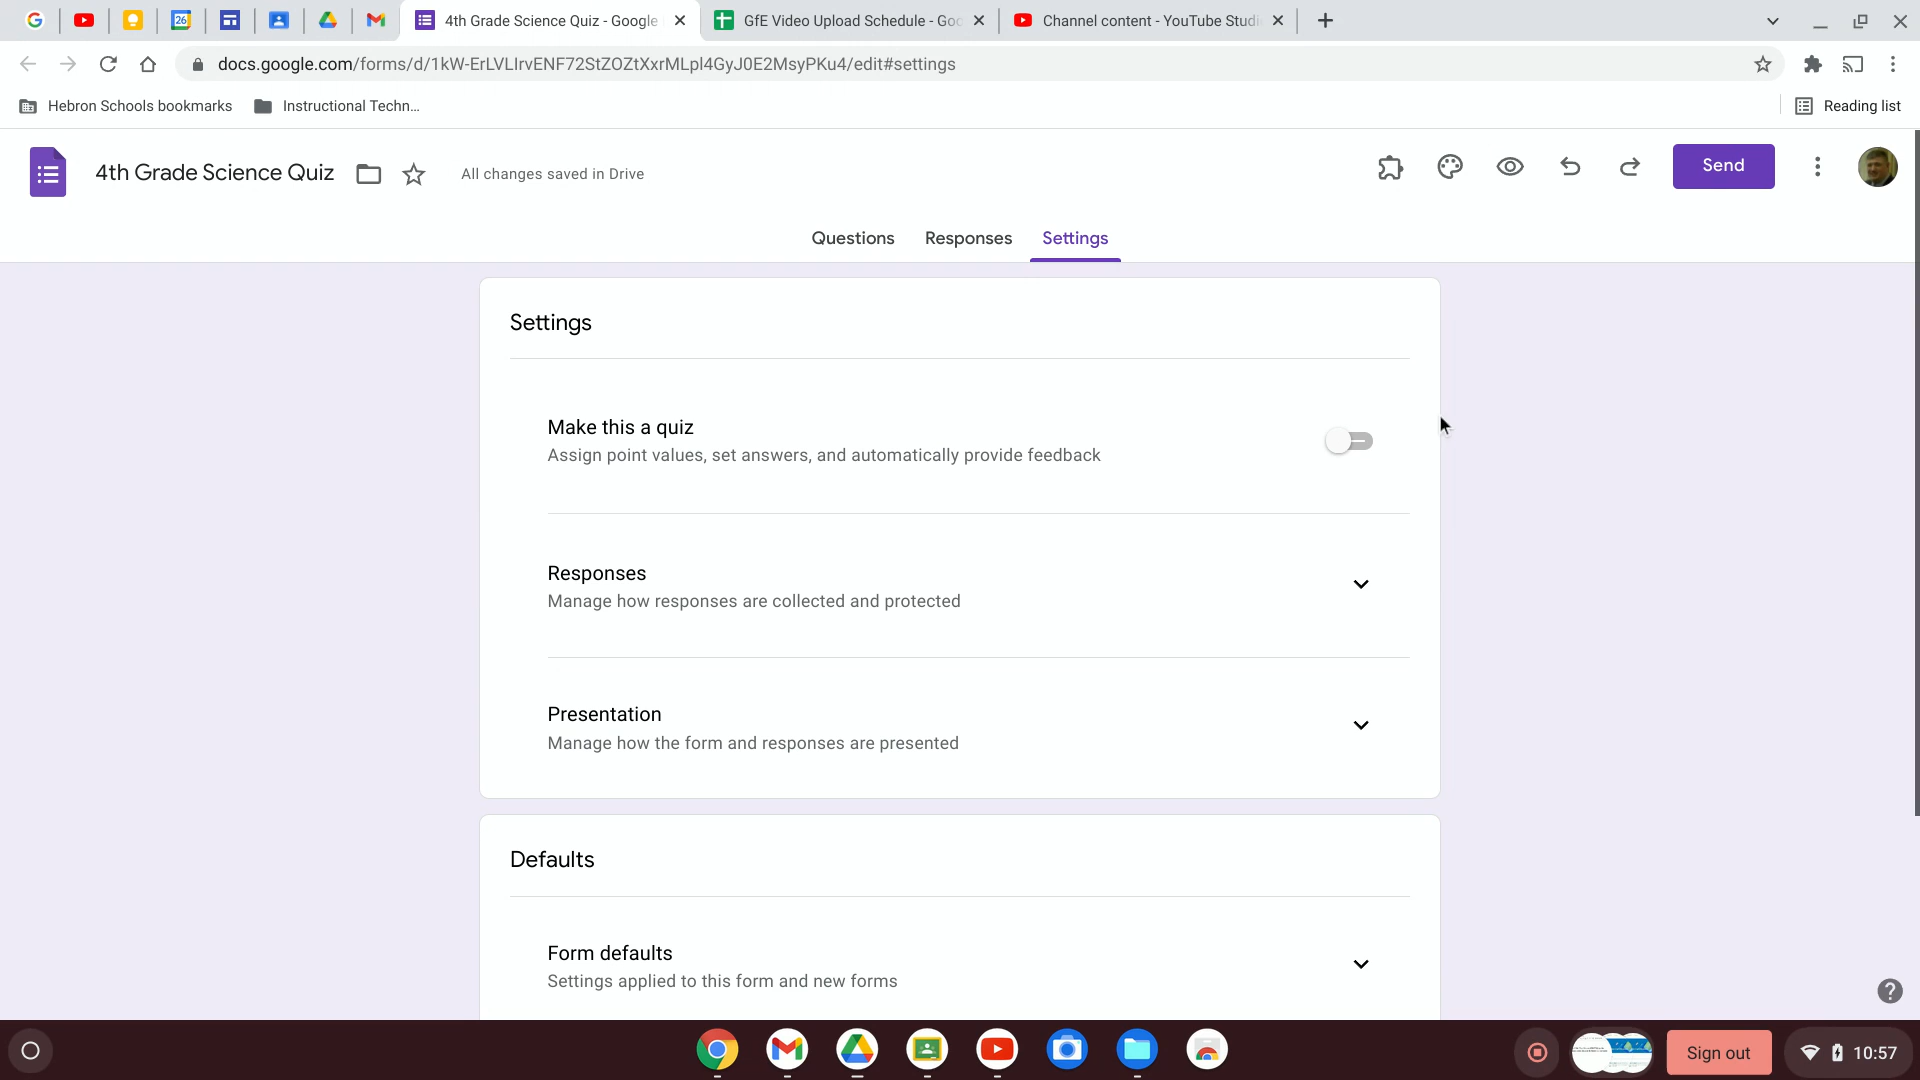 4th Grade Science Quiz - Google
GfE Video Upload Schedule - Goo
Channel content - YouTube Studi
docs.google.com/forms/d/1kW-ErLVLIrvENF72StZOZtXxrMLpl4GyJ0E2MsyPKu4/edit#settings
Hebron Schools bookmarks
Instructional Techn...
Reading list
4th Grade Science Quiz
All changes saved in Drive
Send
Questions
Responses
Settings
Settings
Make this a quiz
Assign point values, set answers, and automatically provide feedback
Responses
Manage how responses are collected and protected
Presentation
Manage how the form and responses are presented
Defaults
Form defaults
Settings applied to this form and new forms
Sign out
10:57